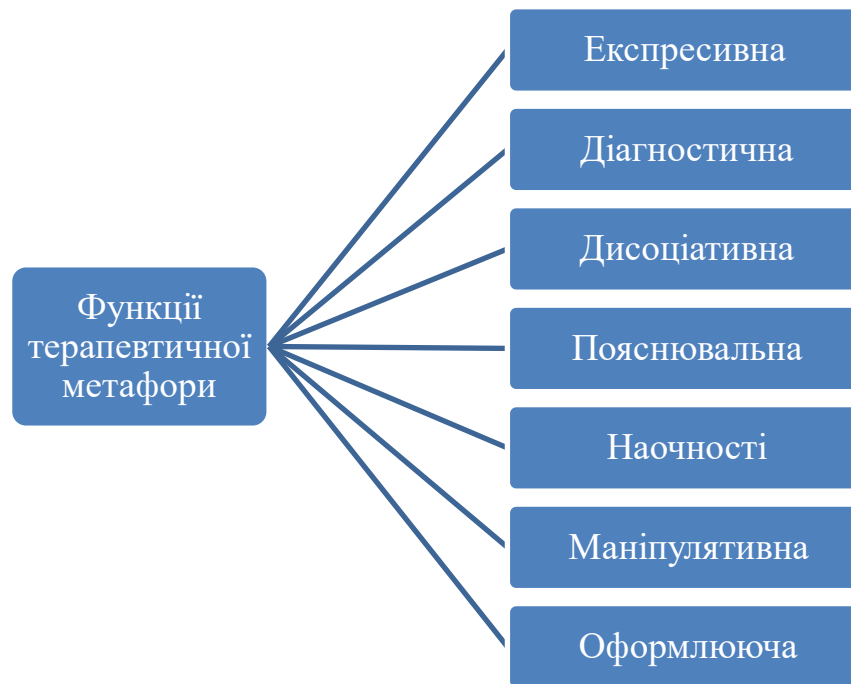 Функції
терапевтичної
метафори
Експресивна
Діагностична
Дисоціативна
Пояснювальна
Наочності
Маніпулятивна
Оформлююча